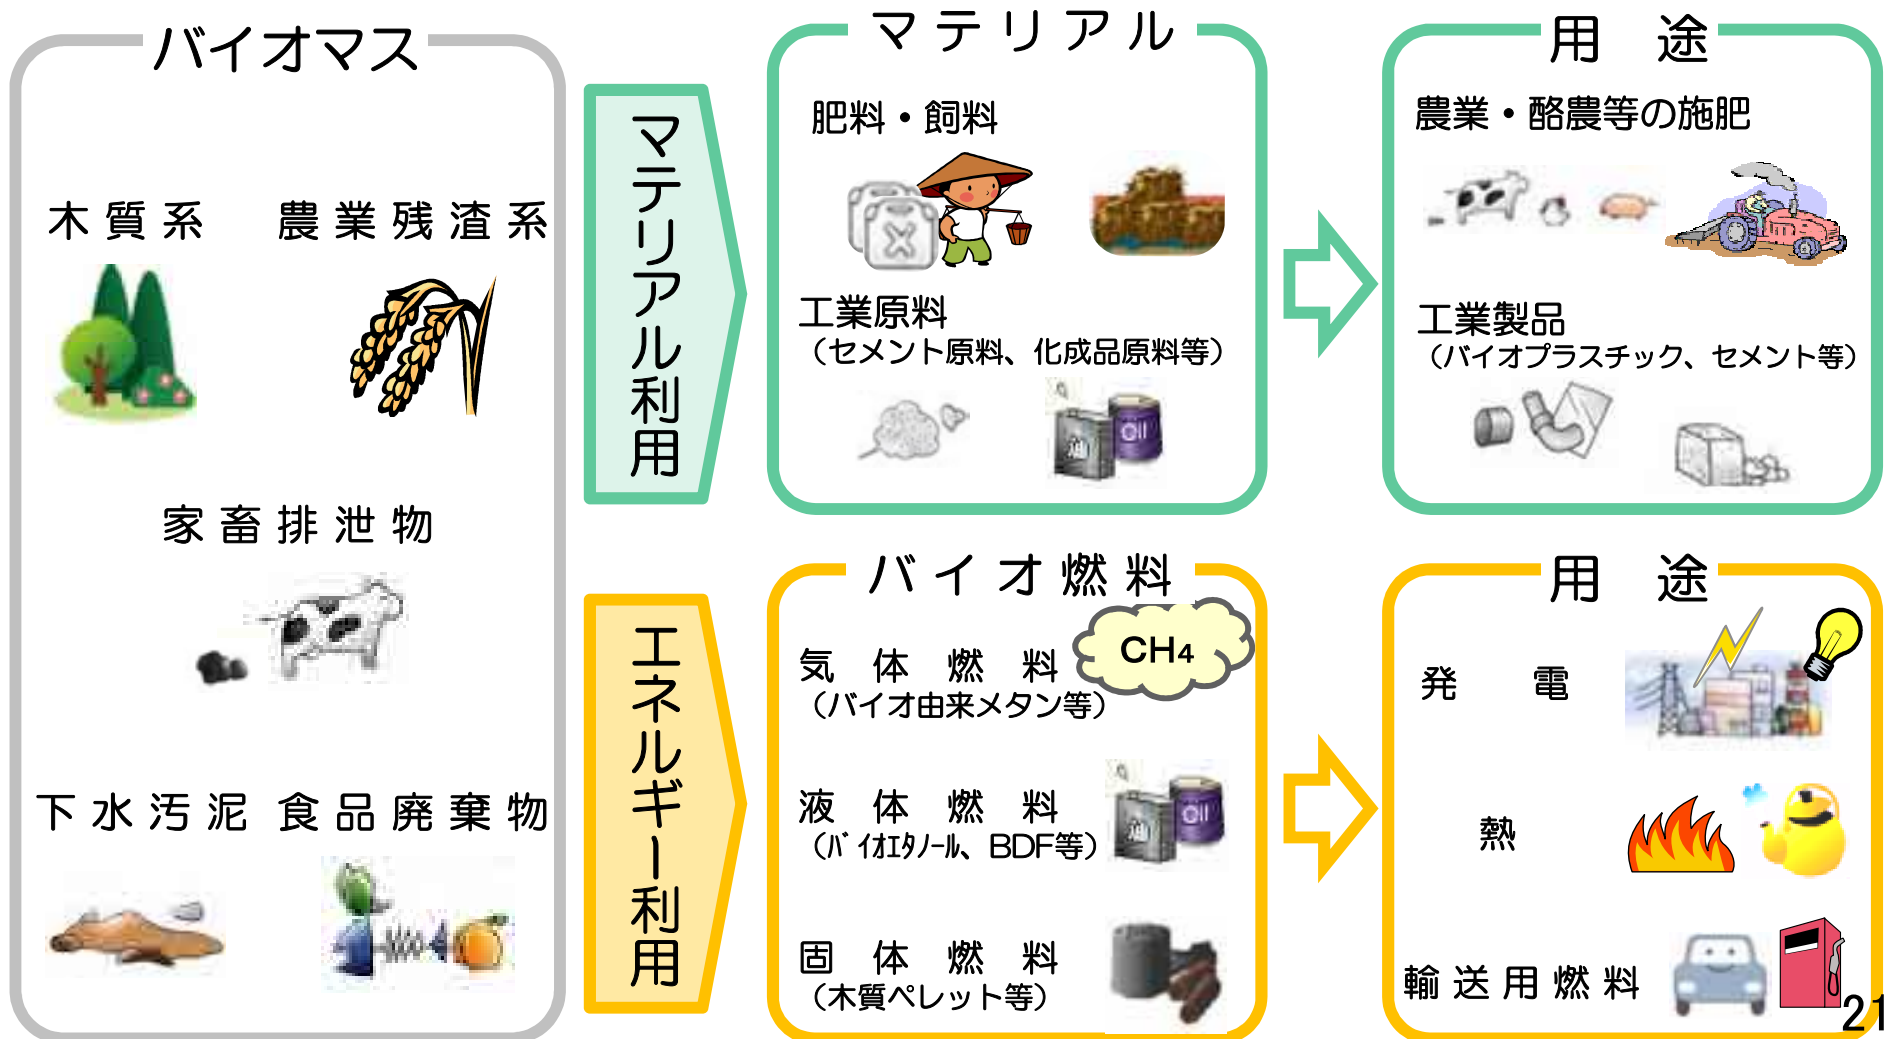 バイオマス
木質系
農業残渣系
家畜排泄物
下水汚泥
食品廃棄物
マテリアル利用
マテリアル
肥料・飼料
工業原料
（セメント原料、化成品原料等）
油
Oil
用　途
農業・酪農等の施肥
工業製品
（バイオプラスチック、セメント等）
エネルギー利用
バイオ燃料
気体燃料
CH4
（バイオ由来メタン等）
液体燃料
（ﾊﾞｲｵｴﾀﾉｰﾙ、BDF等）
油
Oil
固体燃料
（木質ペレット等）
用　途
発電
熱
輸送用燃料
21